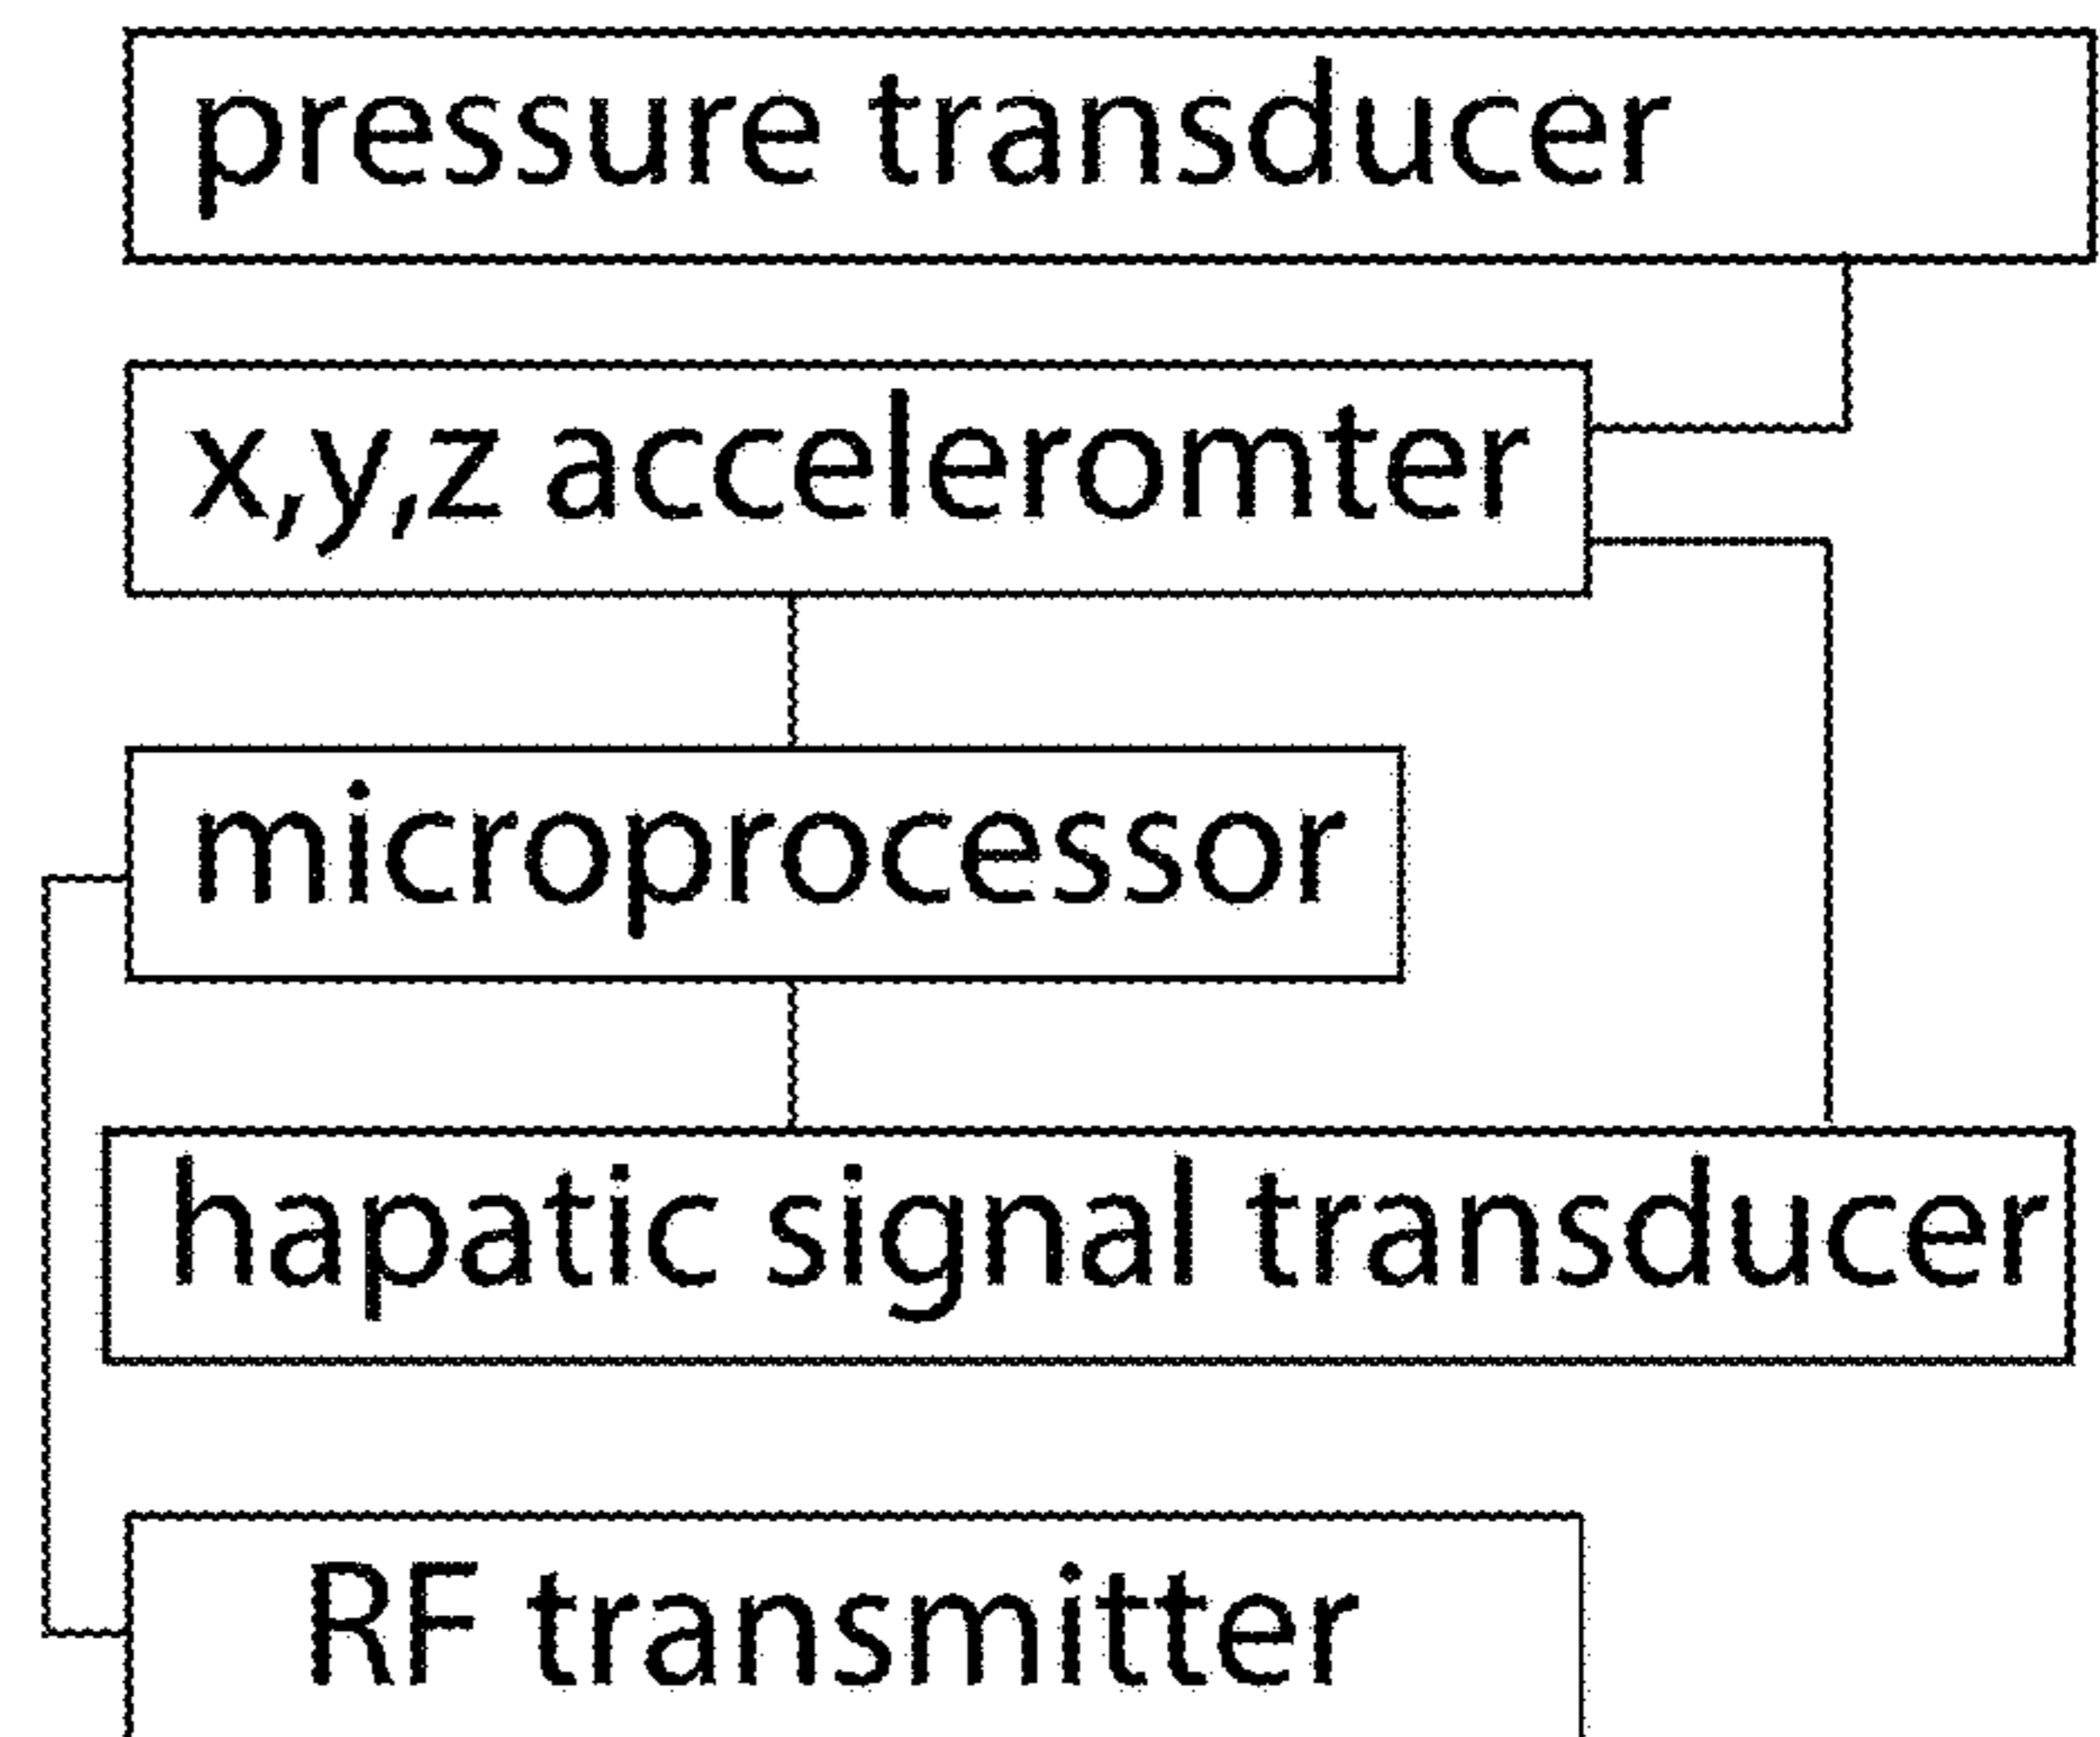 pressure transducer
x,y,z acceleromter
microprocessor
hapatic signal transducer
RF transmitter